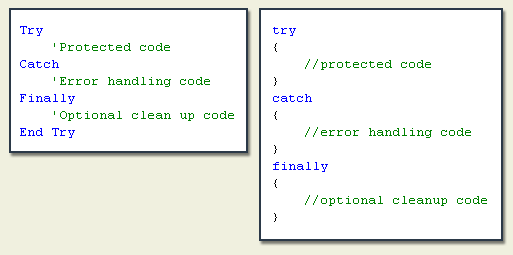 Try
    'Protected code
Catch
    'Error handling code
Finally
    'Optional clean up code
End Try
try
{
    //protected code
}
catch
{
    //error handling code
}
finally
{
    //optional cleanup code
}